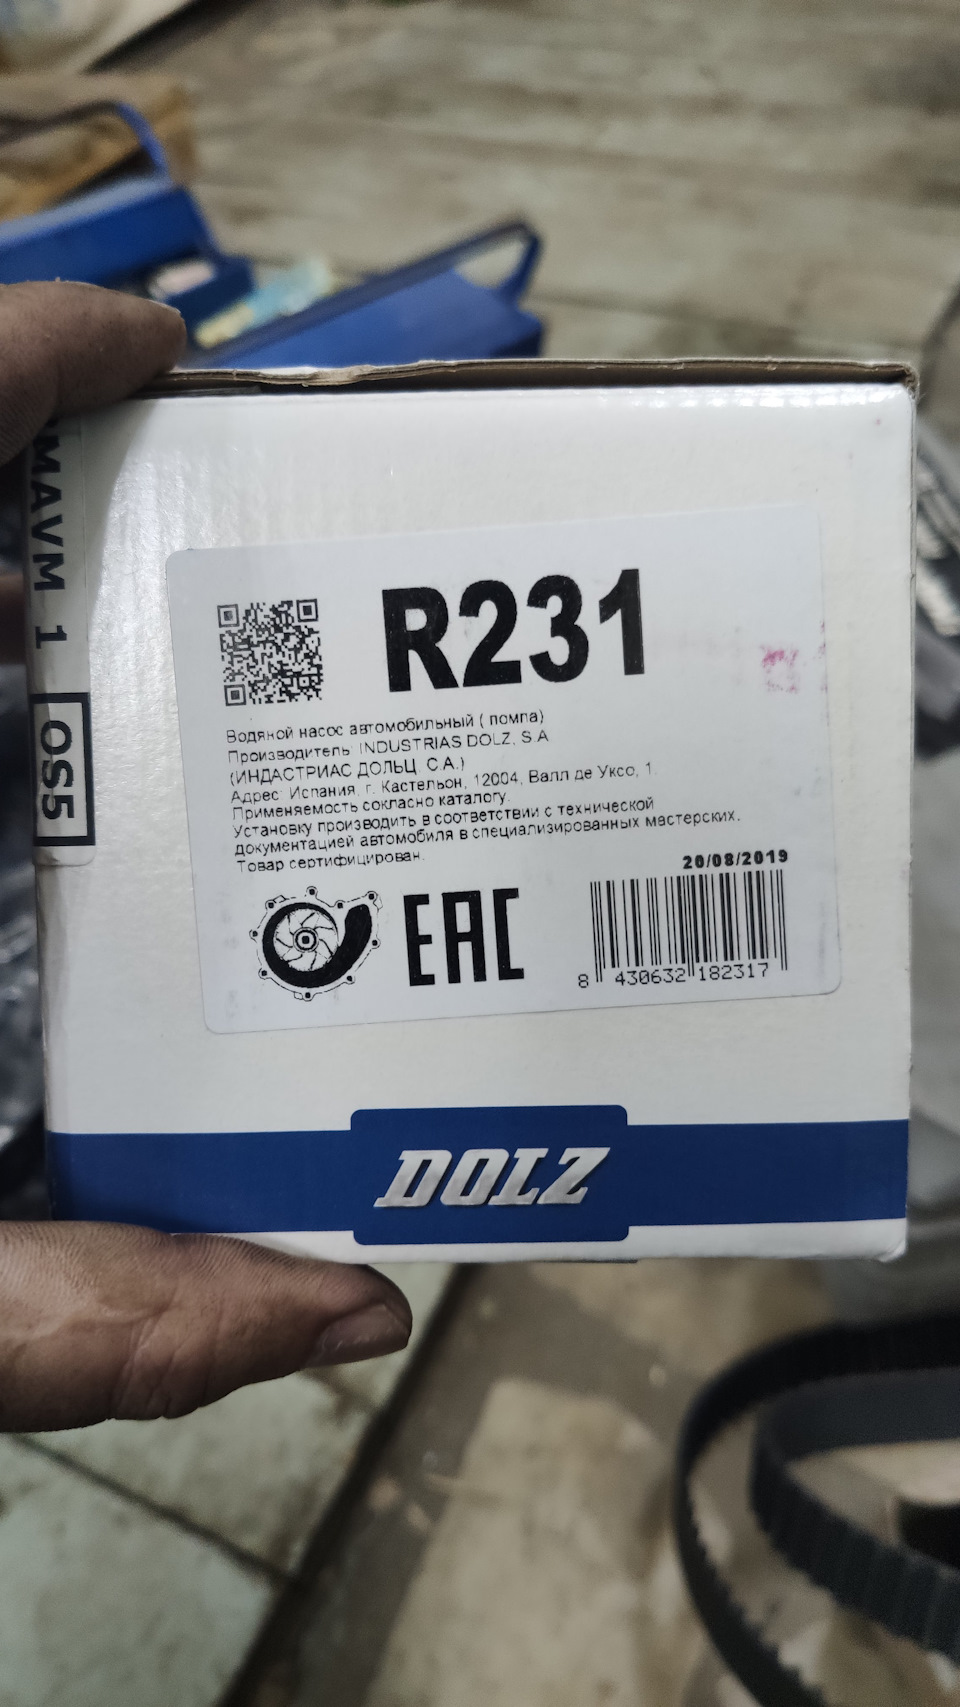 MAVM 1
OS5
R231
Водяной насос автомобильный ( помпа)
Производитель: INDUSTRIAS DOLZ, S.A
(ИНДАСТРИАС ДОЛЬЦ, С.А.)
Адрес: Испания, г. Кастельон, 12004, Валл де Уксо, 1.
Применяемость согласно каталогу.
Установку производить в соответствии с технической
документацией автомобиля в специализированных мастерских.
Товар сертифицирован.
20/08/2019
EAC
8 430632 182317
DOLZ